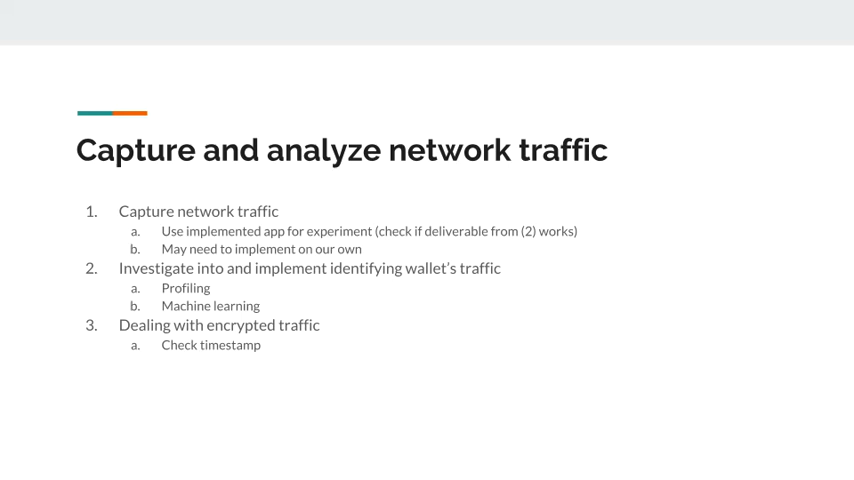 Capture and analyze network traffic
1. Capture network traffic
a. Use implemented app for experiment (check if deliverable from (2) works)
b. May need to implement on our own
2. Investigate into and implement identifying wallet's traffic
a. Profiling
b. Machine learning
3. Dealing with encrypted traffic
a. Check timestamp